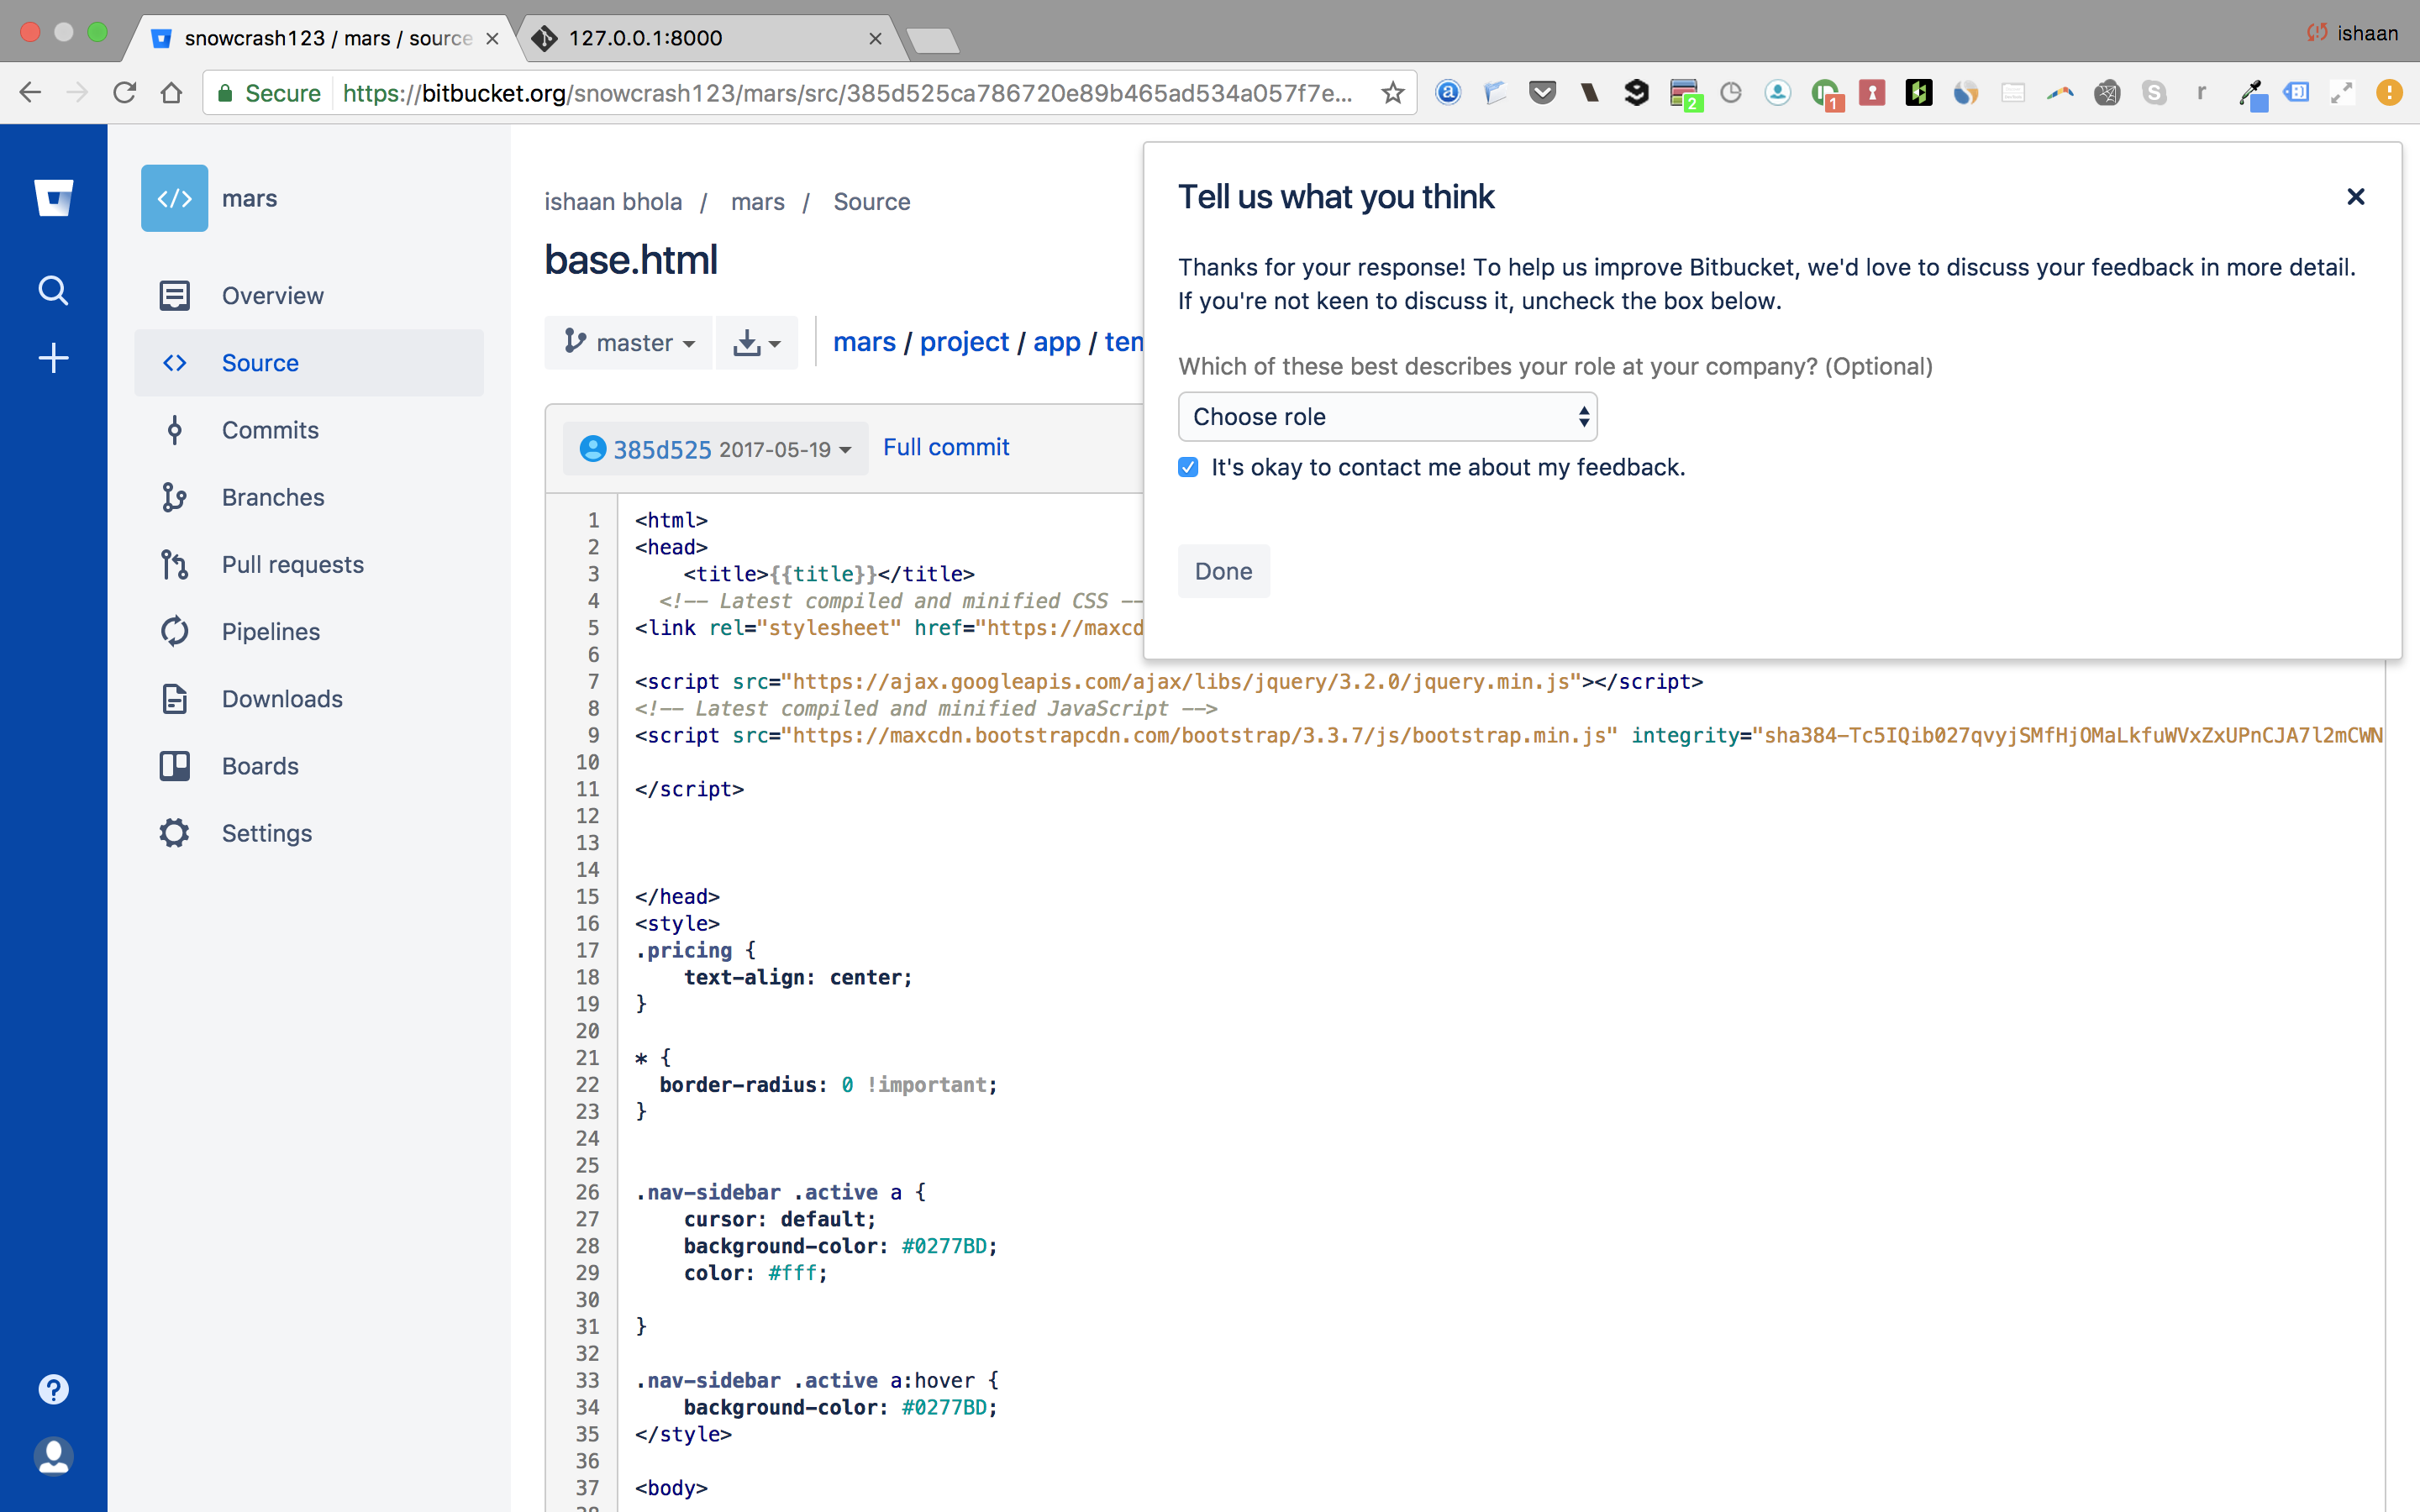 snowcrash123 / mars / source
127.0.0.1:8000
ishaan
Secure
https://bitbucket.org/snowcrash123/mars/src/385d525ca786720e89b465ad534a057f7e...
2
1
mars
Overview
Source
Commits
Branches
Pull requests
Pipelines
Downloads
Boards
Settings
ishaan bhola / mars / Source
base.html
master
mars / project / app /
385d525 2017-05-19
Full commit
Tell us what you think
Thanks for your response! To help us improve Bitbucket, we'd love to discuss your feedback in more detail.
If you're not keen to discuss it, uncheck the box below.
Which of these best describes your role at your company? (Optional)
Choose role
It's okay to contact me about my feedback.
Done
1 <html>
2 <head>
3 <title>{{title}}</title>
4 <!-- Latest compiled and minified CSS --
5 <link rel="stylesheet" href="https://maxcd
6
7 <script src="https://ajax.googleapis.com/ajax/libs/jquery/3.2.0/jquery.min.js"></script>
8 <!-- Latest compiled and minified JavaScript -->
9 <script src="https://maxcdn.bootstrapcdn.com/bootstrap/3.3.7/js/bootstrap.min.js" integrity="sha384-Tc5IQib027qvyjSMfHjOMaLkfuWVxZxUPnCJA7l2mCWN
10
11 </script>
12
13
14
15 </head>
16 <style>
17 .pricing {
18 text-align: center;
19 }
20
21 * {
22 border-radius: 0 !important;
23 }
24
25
26 .nav-sidebar .active a {
27 cursor: default;
28 background-color: #0277BD;
29 color: #fff;
30
31 }
32
33 .nav-sidebar .active a:hover {
34 background-color: #0277BD;
35 </style>
36
37 <body>